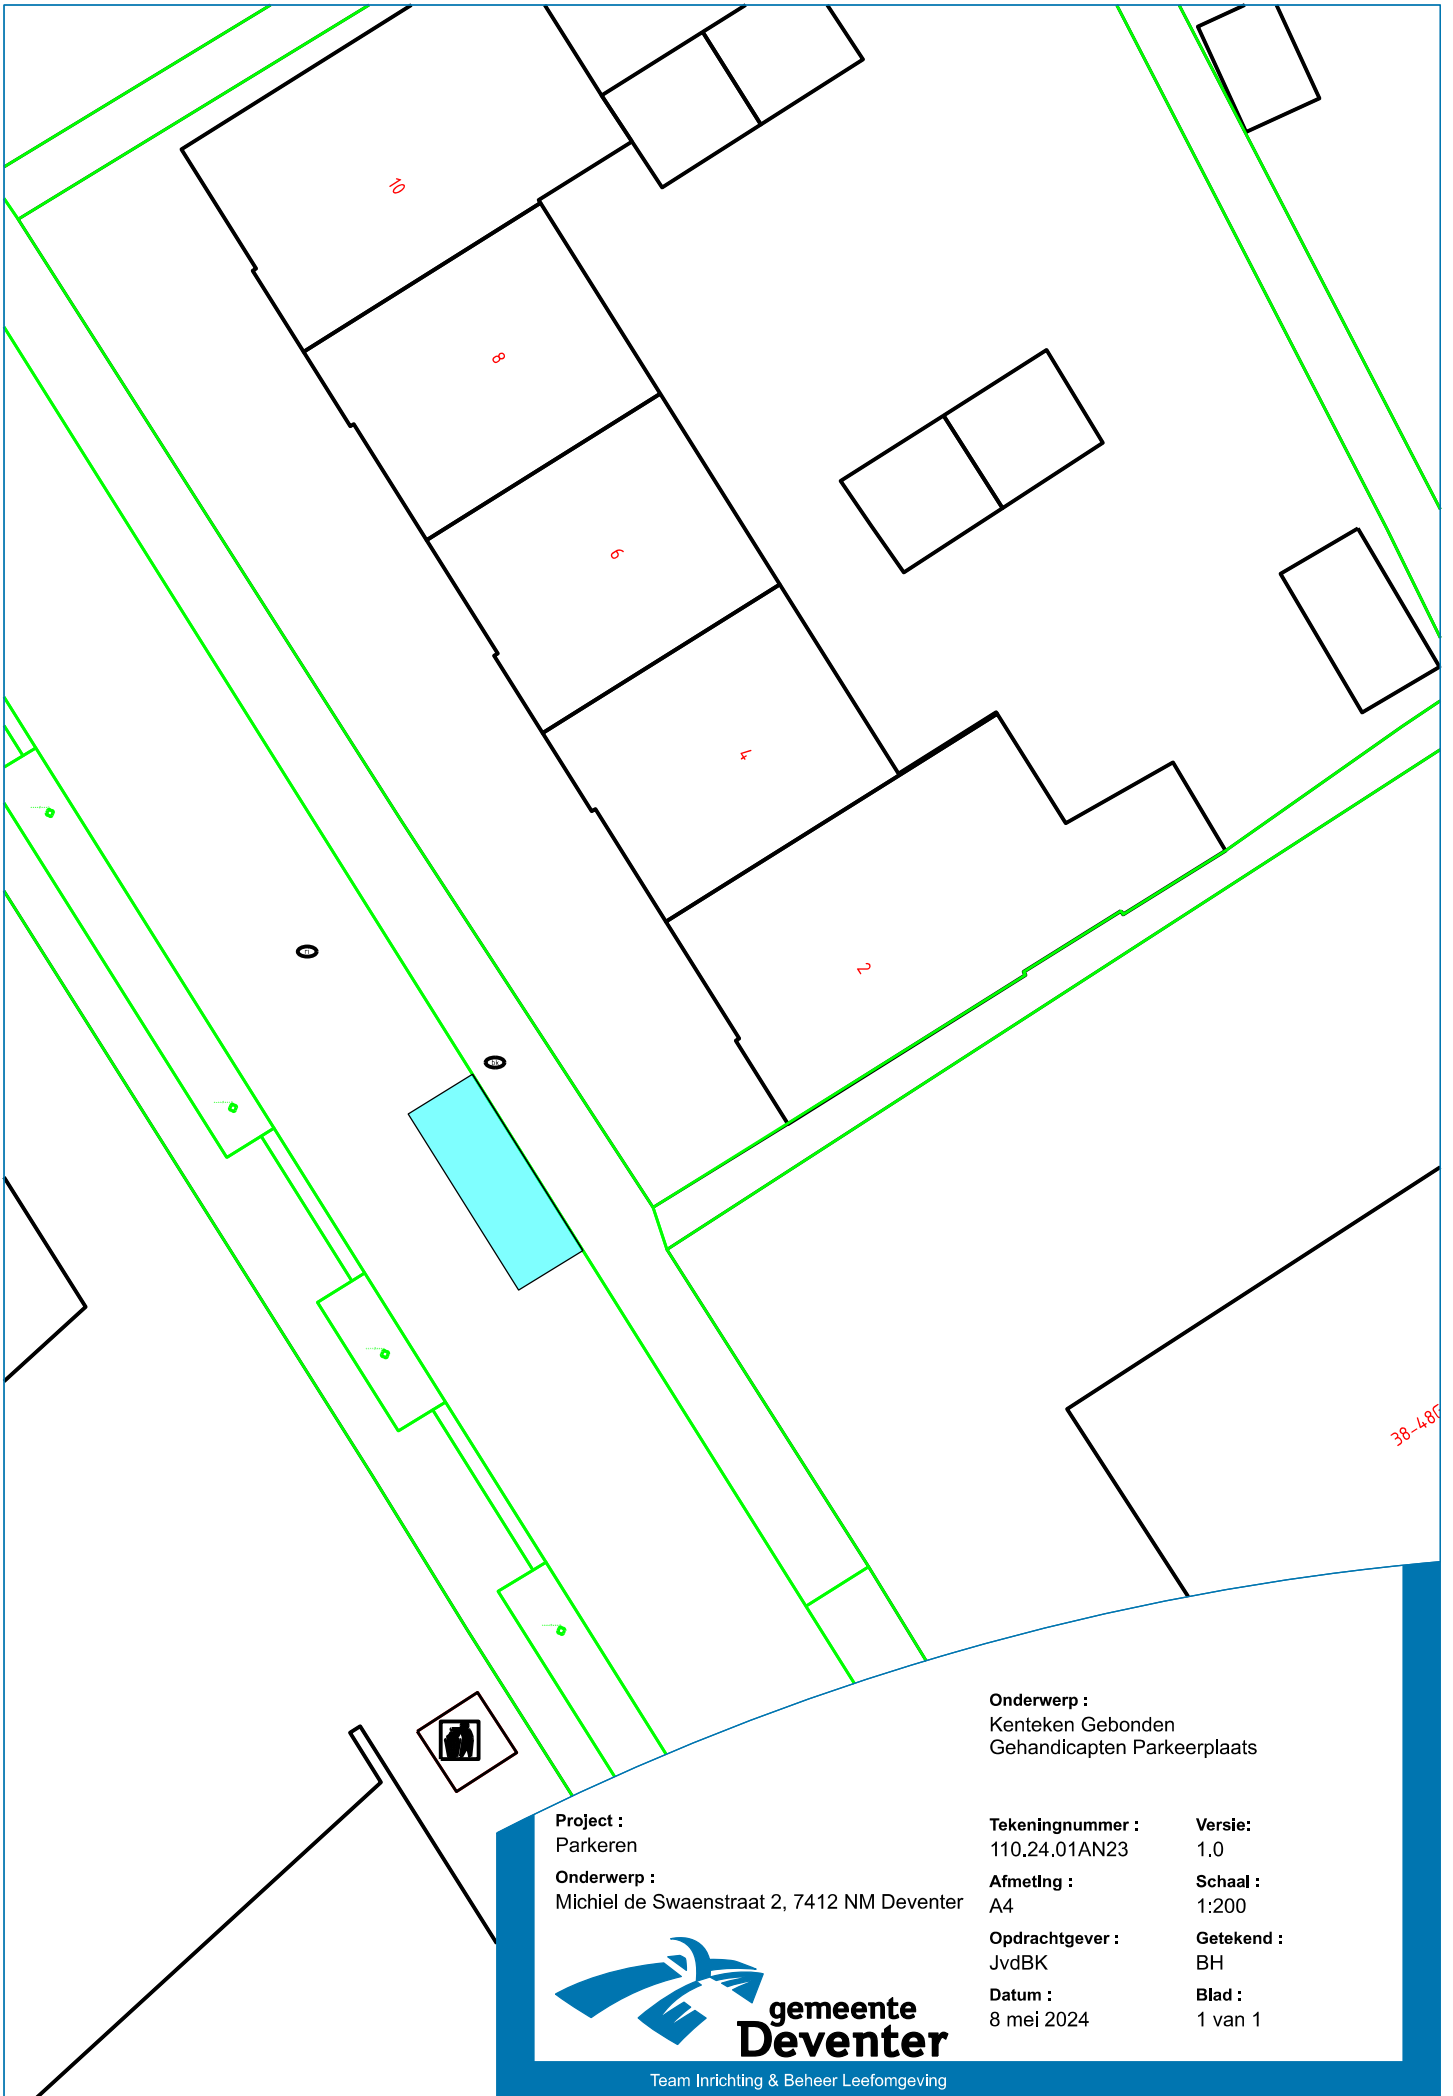 10
8
6
4
2
38-48
Onderwerp :
Kenteken Gebonden
Gehandicapten Parkeerplaats
Project :
Parkeren
Onderwerp :
Michiel de Swaenstraat 2, 7412 NM Deventer
Tekeningnummer :
110.24.01AN23
Versie:
1.0
Afmeting :
A4
Schaal :
1:200
Opdrachtgever :
JvdBK
Getekend :
BH
Datum :
8 mei 2024
Blad :
1 van 1
gemeente
Deventer
Team Inrichting & Beheer Leefomgeving